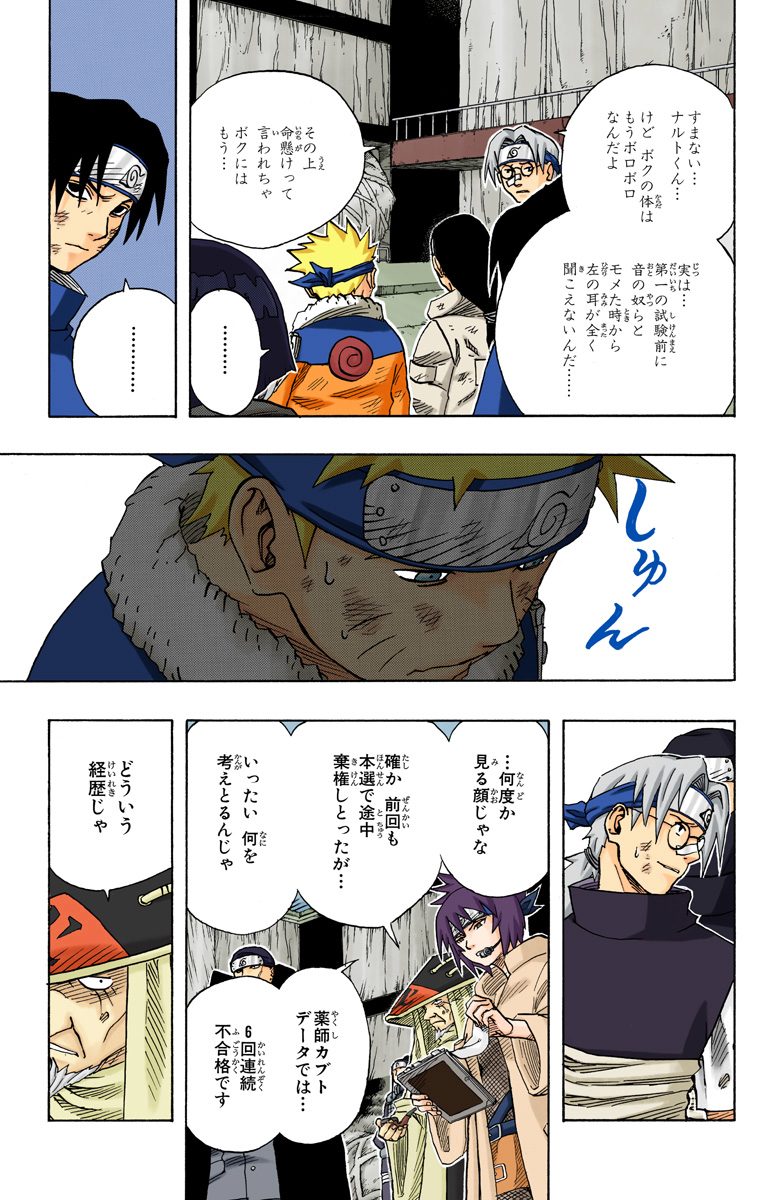 すまない…
ナルトくん…
けど ボクの体は
もうボロボロ
なんだよ
実は…
第一の試験前に
音の奴らと
モメた時から
左の耳が全く
聞こえないんだ……
その上
命懸けって
言われちゃ
ボクには
もう…
………
………
しゅん
…何度か
見る顔じゃな
確か 前回も
本選で途中
棄権しとったが…
いったい 何を
考えとるんじゃ
薬師カブト
データでは…
6回連続
不合格です
どういう
経歴じゃ